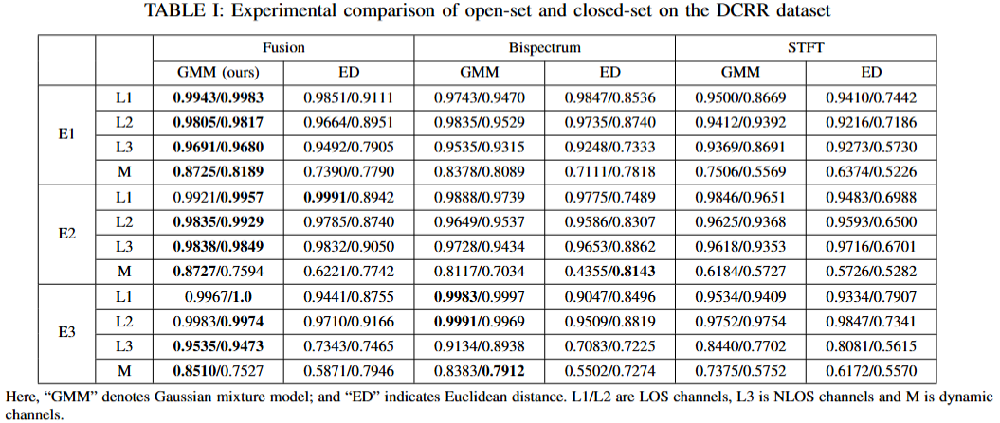 TABLE I: Experimental comparison of open-set and closed-set on the DCRR dataset
Fusion Bispectrum STFT
GMM (ours) ED GMM ED GMM ED
E1
L1 0.9943/0.9983 0.9851/0.9111 0.9743/0.9470 0.9847/0.8536 0.9500/0.8669 0.9410/0.7442
L2 0.9805/0.9817 0.9664/0.8951 0.9835/0.9529 0.9735/0.8740 0.9412/0.9392 0.9216/0.7186
L3 0.9691/0.9680 0.9492/0.7905 0.9535/0.9315 0.9248/0.7333 0.9369/0.8691 0.9273/0.5730
M 0.8725/0.8189 0.7390/0.7790 0.8378/0.8089 0.7111/0.7818 0.7506/0.5569 0.6374/0.5226
E2
L1 0.9921/0.9957 0.9991/0.8942 0.9888/0.9739 0.9775/0.7489 0.9846/0.9651 0.9483/0.6988
L2 0.9835/0.9929 0.9785/0.8740 0.9649/0.9537 0.9586/0.8307 0.9625/0.9368 0.9593/0.6500
L3 0.9838/0.9849 0.9832/0.9050 0.9728/0.9434 0.9653/0.8862 0.9618/0.9353 0.9716/0.6701
M 0.8727/0.7594 0.6221/0.7742 0.8117/0.7034 0.4355/0.8143 0.6184/0.5727 0.5726/0.5282
E3
L1 0.9967/1.0 0.9441/0.8755 0.9983/0.9997 0.9047/0.8496 0.9534/0.9409 0.9334/0.7907
L2 0.9983/0.9974 0.9710/0.9166 0.9991/0.9969 0.9509/0.8819 0.9752/0.9754 0.9847/0.7341
L3 0.9535/0.9473 0.7343/0.7465 0.9134/0.8938 0.7083/0.7225 0.8440/0.7702 0.8081/0.5615
M 0.8510/0.7527 0.5871/0.7946 0.8383/0.7912 0.5502/0.7274 0.7375/0.5752 0.6172/0.5570
Here, “GMM” denotes Gaussian mixture model; and “ED” indicates Euclidean distance. L1/L2 are LOS channels, L3 is NLOS channels and M is dynamic
channels.